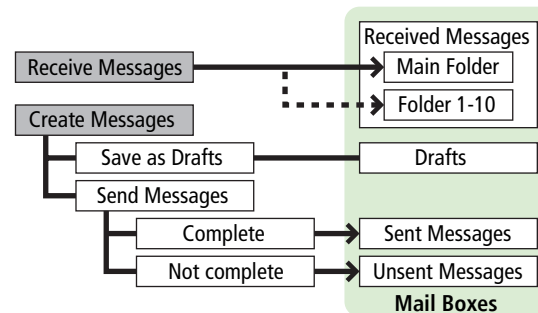 Received Messages
Receive Messages
Main Folder
Folder 1-10
Create Messages
Save as Drafts
Drafts
Send Messages
Complete
Sent Messages
Not complete
Unsent Messages
Mail Boxes